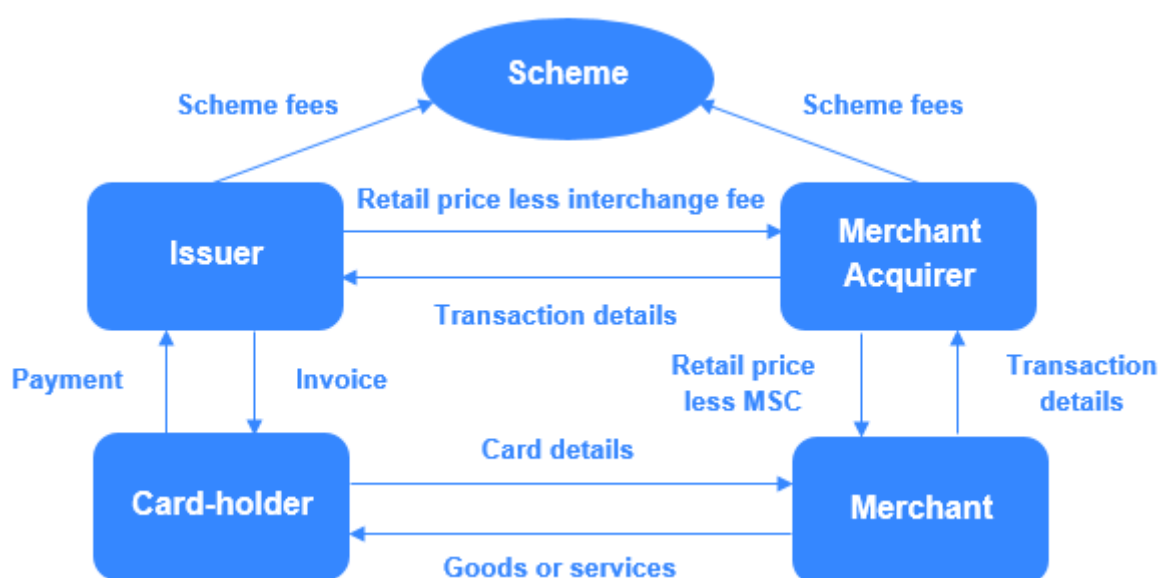 Scheme
Scheme fees
Scheme fees
Retail price less interchange fee
Issuer
Merchant
Acquirer
Transaction details
Payment
Invoice
Retail price
less MSC
Transaction
details
Card details
Card-holder
Merchant
Goods or services